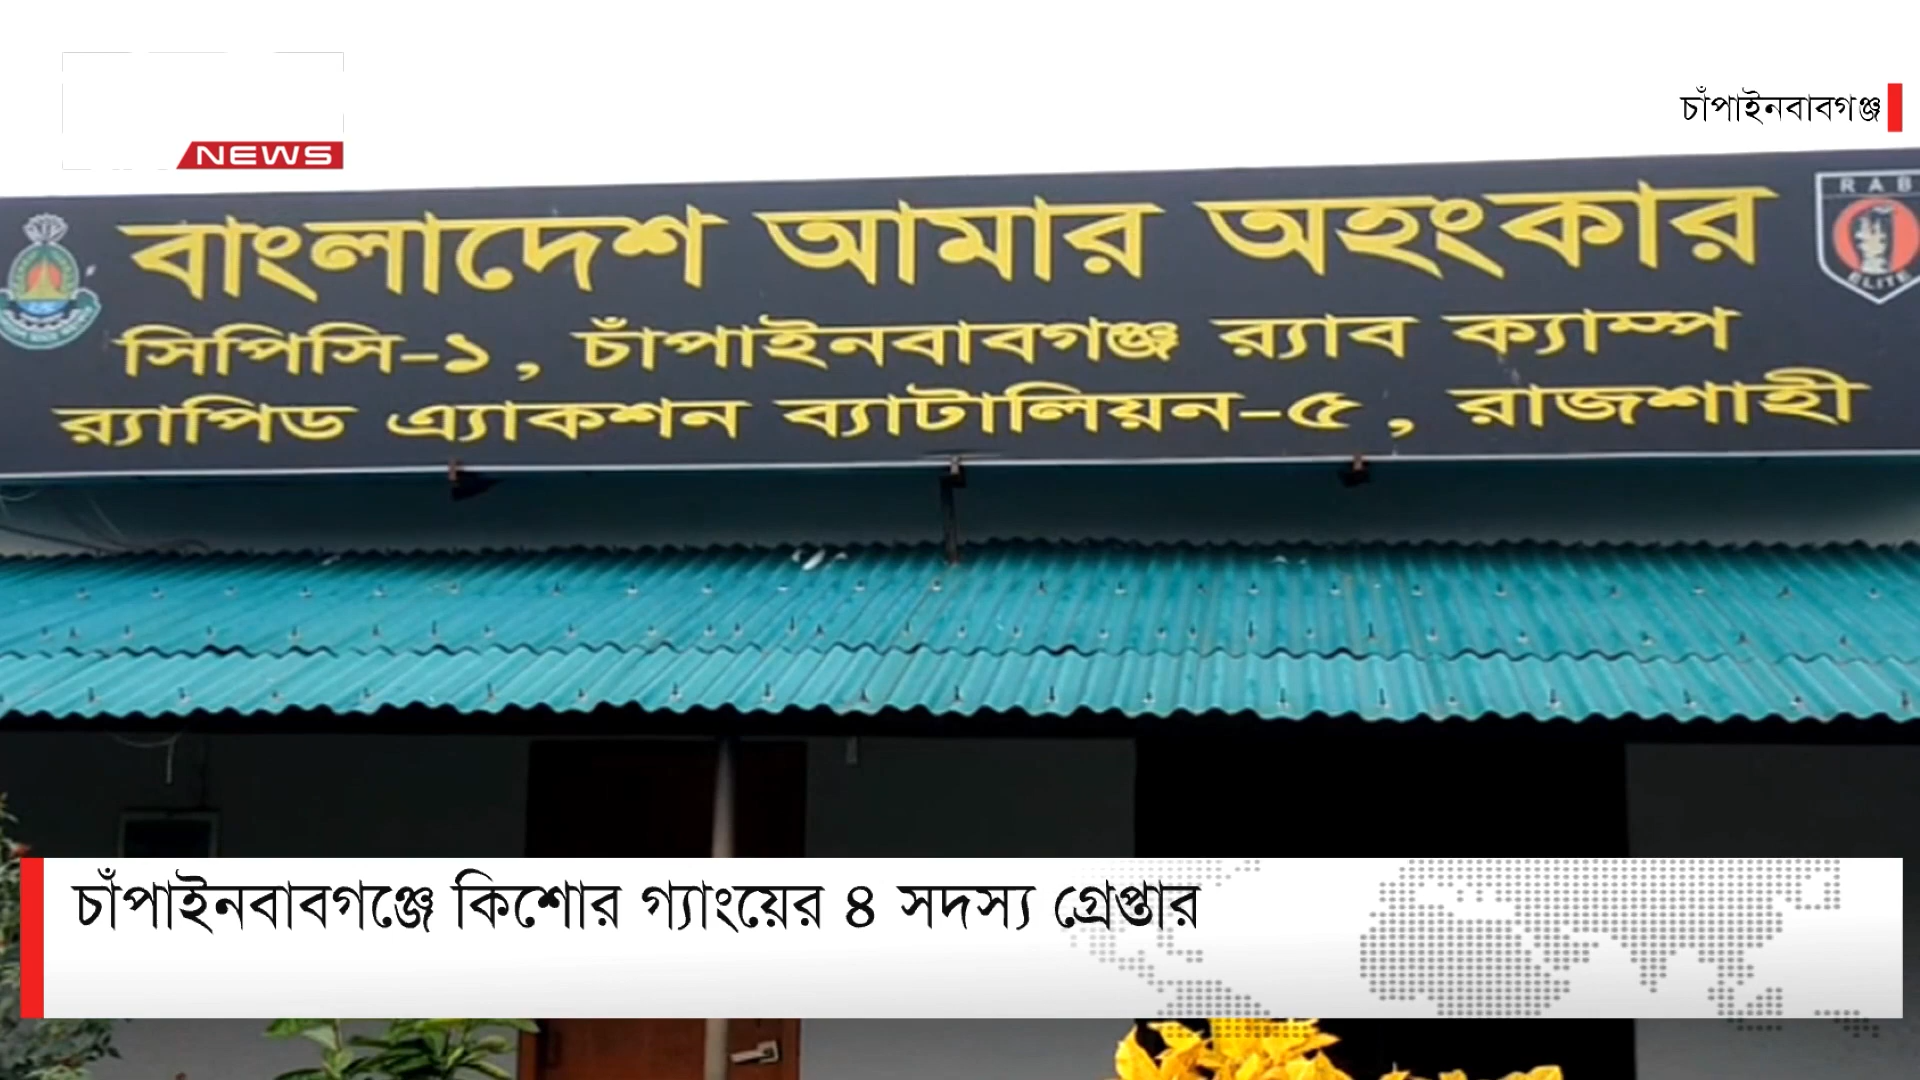 NEWS
চাঁপাইনবাবগঞ্জ
বাংলাদেশ আমার অহংকার
RAB
ELITE
সিপিসি-১, চাঁপাইনবাবগঞ্জ র‍্যাব ক্যাম্প
র‍্যাপিড এ্যাকশন ব্যাটালিয়ন-৫, রাজশাহী
চাঁপাইনবাবগঞ্জে কিশোর গ্যাংয়ের ৪ সদস্য গ্রেপ্তার